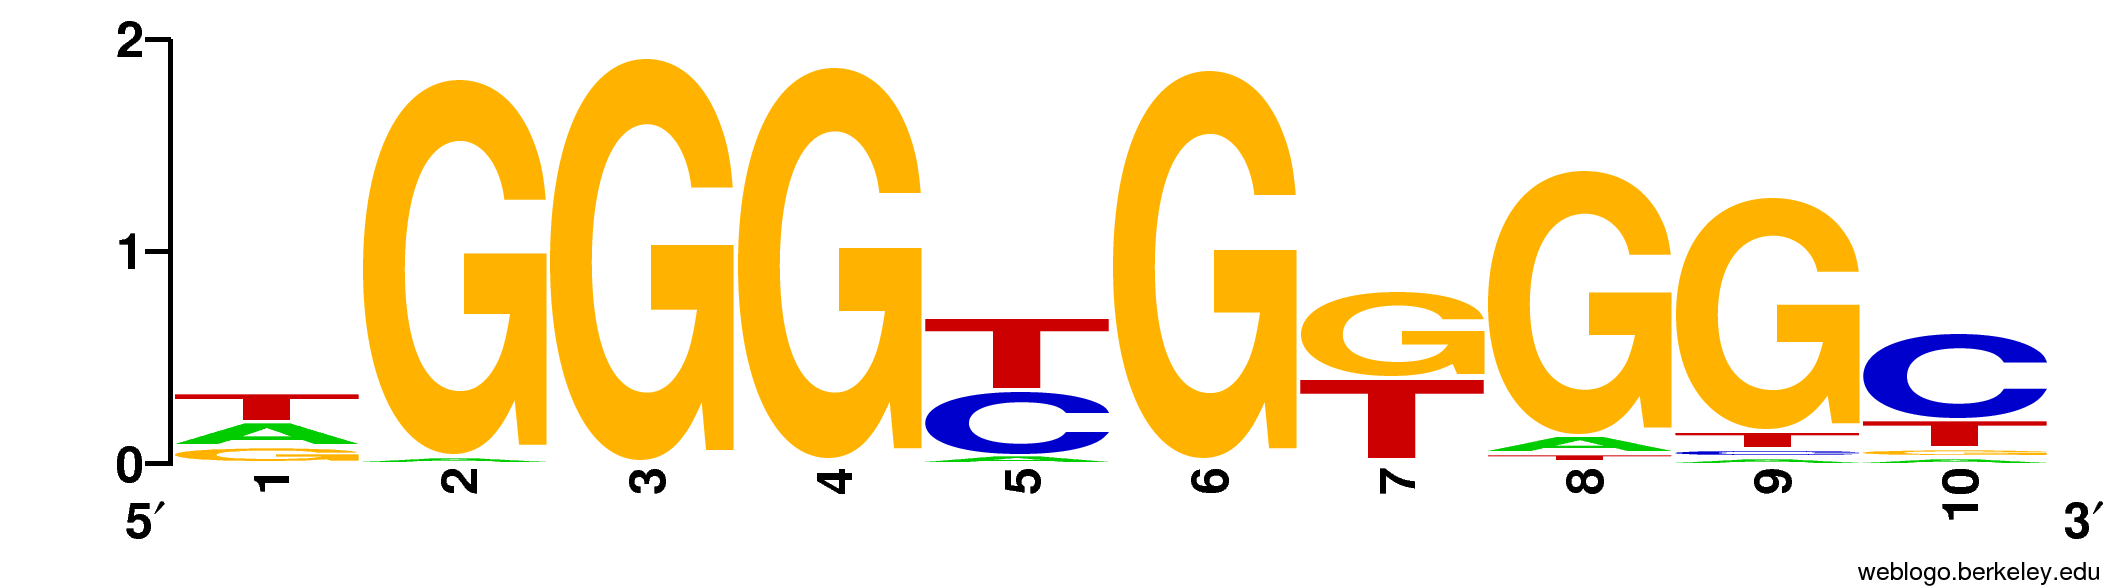 2
1
0
T G G G T G G G G C
A A C T A T T
G A T C G
A A
1 2 3 4 5 6 7 8 9 10
5′ 3′
weblogo.berkeley.edu